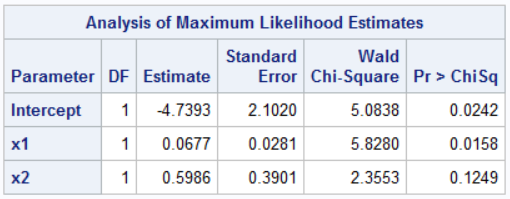 Analysis of Maximum Likelihood Estimates
Parameter DF Estimate Standard Error Wald Chi-Square Pr > ChiSq
Intercept 1 -4.7393 2.1020 5.0838 0.0242
x1 1 0.0677 0.0281 5.8280 0.0158
x2 1 0.5986 0.3901 2.3553 0.1249